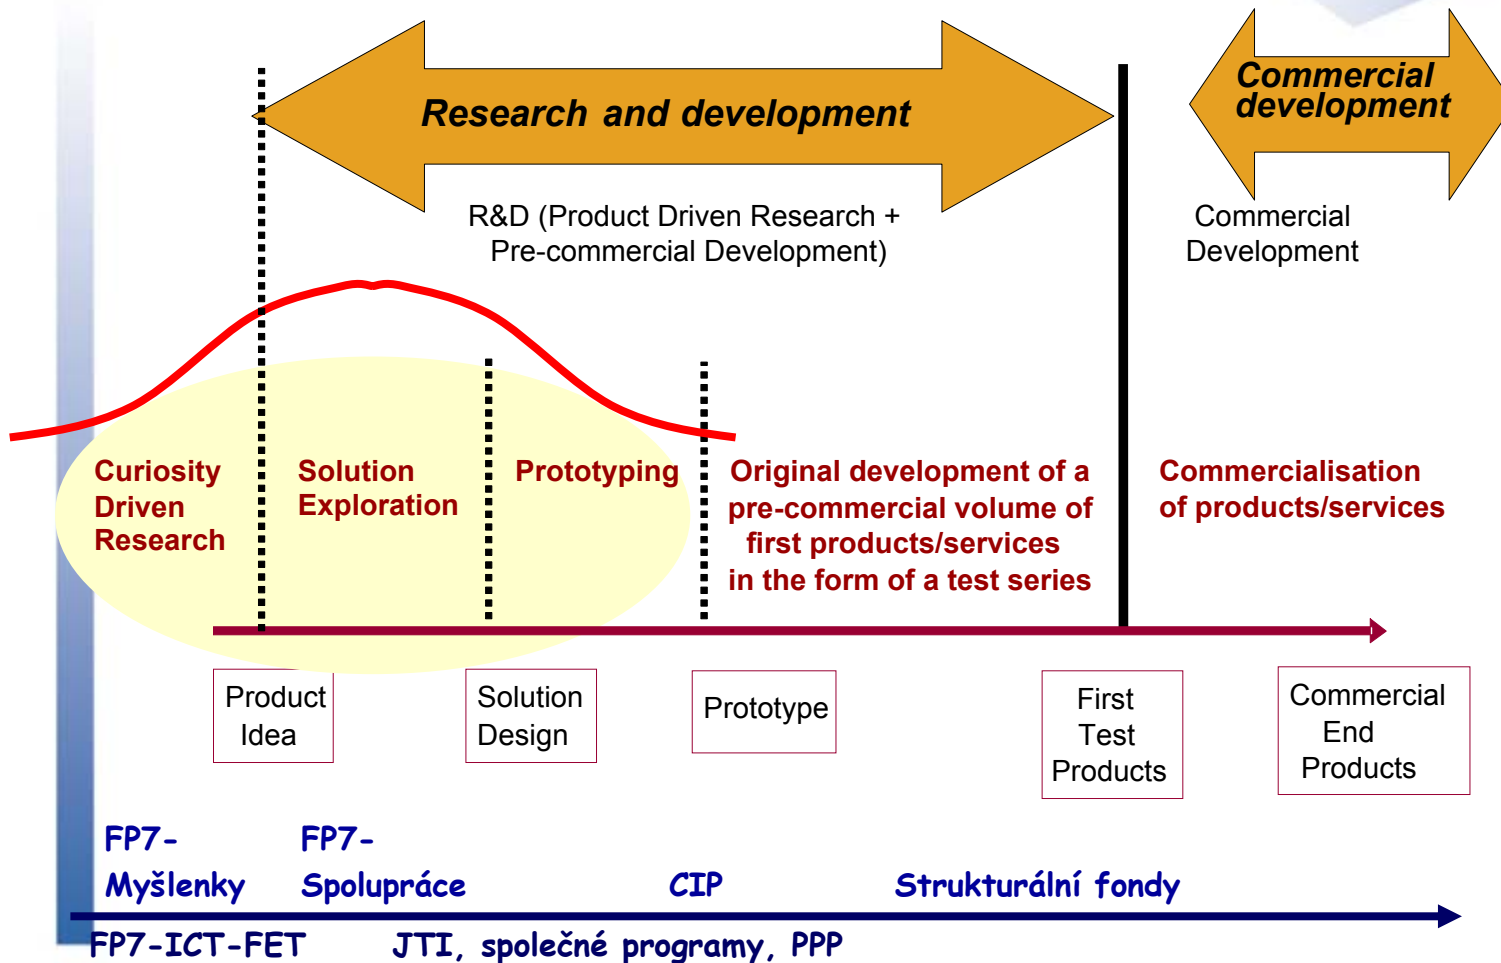 Research and development
Commercial
development
R&D (Product Driven Research +
Pre-commercial Development)
Commercial
Development
Curiosity
Driven
Research
Solution
Exploration
Prototyping
Original development of a
pre-commercial volume of
first products/services
in the form of a test series
Commercialisation
of products/services
Product
Idea
Solution
Design
Prototype
First
Test
Products
Commercial
End
Products
FP7-
Myšlenky
FP7-
Spolupráce
CIP
Strukturální fondy
FP7-ICT-FET
JTI, společné programy, PPP